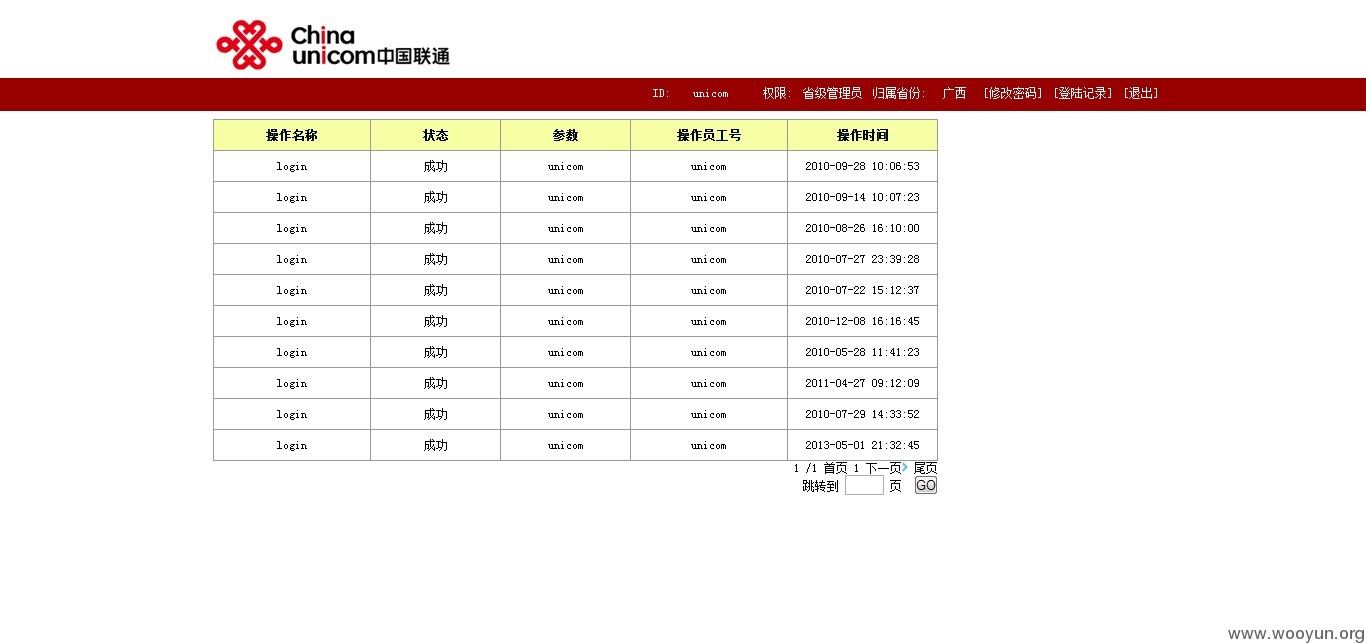 China
unicom中国联通
ID: unicom 权限: 省级管理员 归属省份: 广西 [修改密码] [登陆记录] [退出]
操作名称 状态 参数 操作员工号 操作时间
login 成功 unicom unicom 2010-09-28 10:06:53
login 成功 unicom unicom 2010-09-14 10:07:23
login 成功 unicom unicom 2010-08-26 16:10:00
login 成功 unicom unicom 2010-07-27 23:39:28
login 成功 unicom unicom 2010-07-22 15:12:37
login 成功 unicom unicom 2010-12-08 16:16:45
login 成功 unicom unicom 2010-05-28 11:41:23
login 成功 unicom unicom 2011-04-27 09:12:09
login 成功 unicom unicom 2010-07-29 14:33:52
login 成功 unicom unicom 2013-05-01 21:32:45
1 /1 首页 1 下一页 尾页
跳转到 页 GO
www.wooyun.org